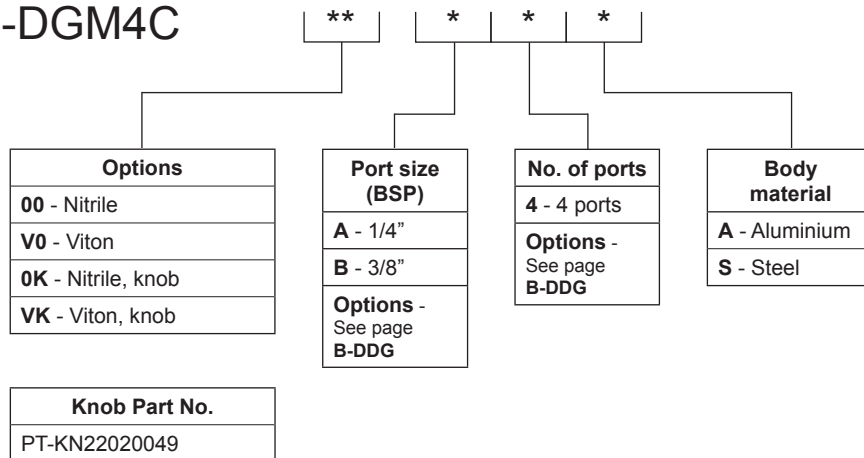 -DGM4C
** * * *
Options
00 - Nitrile
V0 - Viton
0K - Nitrile, knob
VK - Viton, knob
Port size
(BSP)
A - 1/4”
B - 3/8”
Options -
See page
B-DDG
No. of ports
4 - 4 ports
Options -
See page
B-DDG
Body
material
A - Aluminium
S - Steel
Knob Part No.
PT-KN22020049